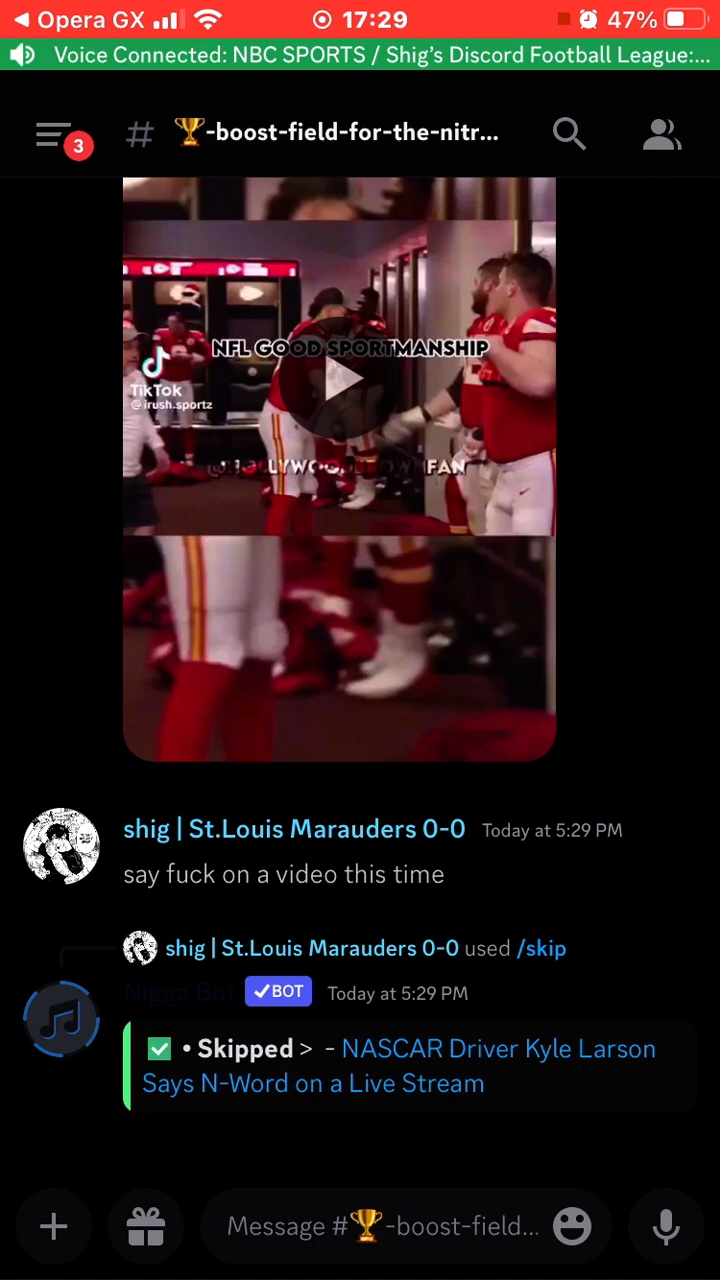 Opera GX
17:29
47%
Voice Connected: NBC SPORTS / Shig's Discord Football League:...
3
# 🏆-boost-field-for-the-nitr...
NFL GOOD SPORTMANSHIP
TikTok
@irush.sportz
FAN
shig | St.Louis Marauders 0-0 Today at 5:29 PM
say fuck on a video this time
shig | St.Louis Marauders 0-0 used /skip
Nigga Bot ✓BOT Today at 5:29 PM
✅ • Skipped > - NASCAR Driver Kyle Larson
Says N-Word on a Live Stream
Message #🏆-boost-field...